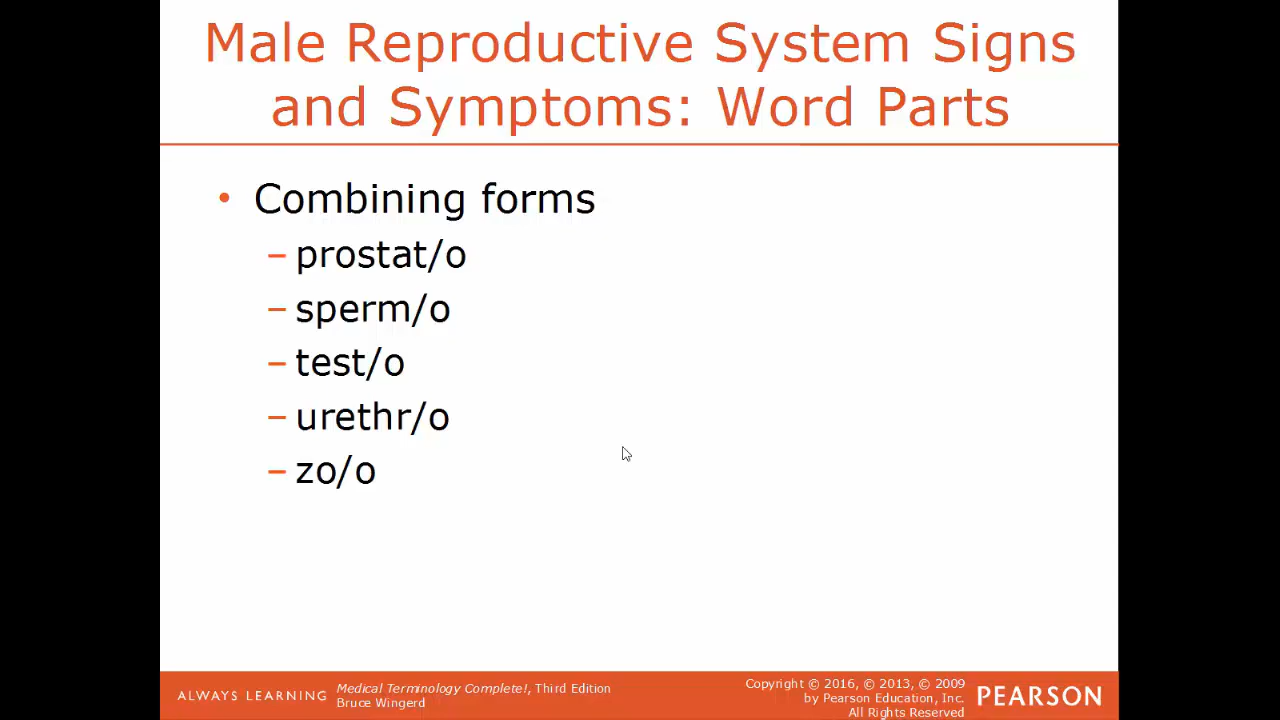 Male Reproductive System Signs
and Symptoms: Word Parts
• Combining forms
– prostat/o
– sperm/o
– test/o
– urethr/o
– zo/o
ALWAYS LEARNING
Medical Terminology Complete!, Third Edition
Bruce Wingerd
Copyright © 2016, © 2013, © 2009
by Pearson Education, Inc.
All Rights Reserved
PEARSON